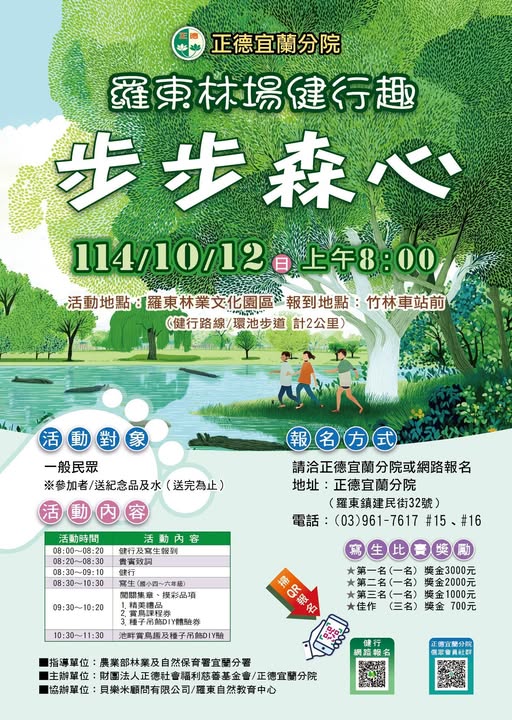 正德宜蘭分院
羅東林場健行趣
步步森心
114/10/12 日 上午8:00
活動地點：羅東林業文化園區 報到地點：竹林車站前
(健行路線/環池步道 計2公里)
活動對象
一般民眾
※參加者/送紀念品及水(送完為止)
活動內容
活動時間 活動內容
08:00~08:20 健行及寫生報到
08:20~08:30 貴賓致詞
08:30~09:10 健行
08:30~10:30 寫生(國小四~六年級)
09:30~10:20 闖關集章、摸彩品項
1. 精美禮品
2. 賞鳥課程券
3. 種子吊飾DIY體驗券
10:30~11:30 池畔賞鳥趣及種子吊飾DIY體驗
報名方式
請洽正德宜蘭分院或網路報名
地址：正德宜蘭分院
(羅東鎮建民街32號)
電話：(03)961-7617 #15、#16
寫生比賽獎勵
★第一名(一名) 獎金3000元
★第二名(一名) 獎金2000元
★第三名(一名) 獎金1000元
★佳作 (三名) 獎金 700元
掃QR報名
健行
網路報名
正德宜蘭分院
■指導單位：農業部林業及自然保育署宜蘭分署
■主辦單位：財團法人正德社會福利慈善基金會/正德宜蘭分院
■協辦單位：貝樂米顧問有限公司/羅東自然教育中心